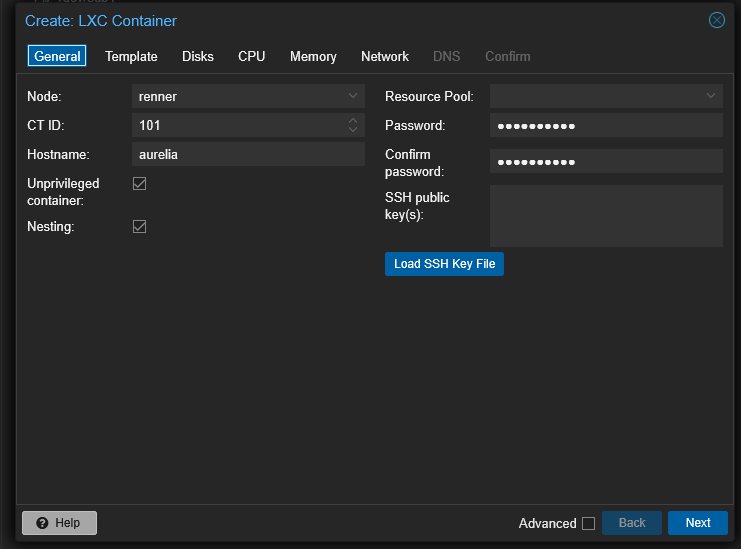 Create: LXC Container
General Template Disks CPU Memory Network DNS Confirm
Node: renner
Resource Pool:
CT ID: 101
Password: ●●●●●●●●●●
Hostname: aurelia
Confirm
password: ●●●●●●●●●●
Unprivileged
container:
SSH public
key(s):
Nesting:
Load SSH Key File
? Help
Advanced
Back
Next